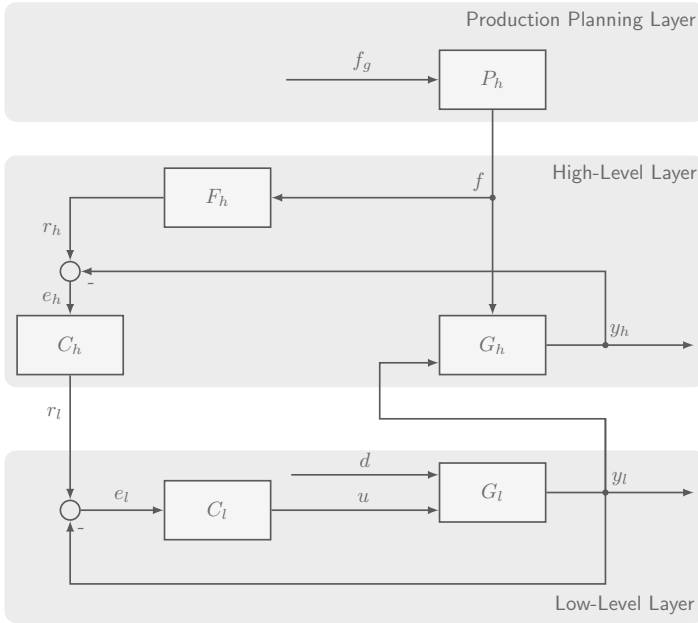 Production Planning Layer
f_g
P_h
High-Level Layer
f
F_h
r_h
-
e_h
C_h
G_h
y_h
r_l
d
y_l
e_l
u
C_l
G_l
-
Low-Level Layer